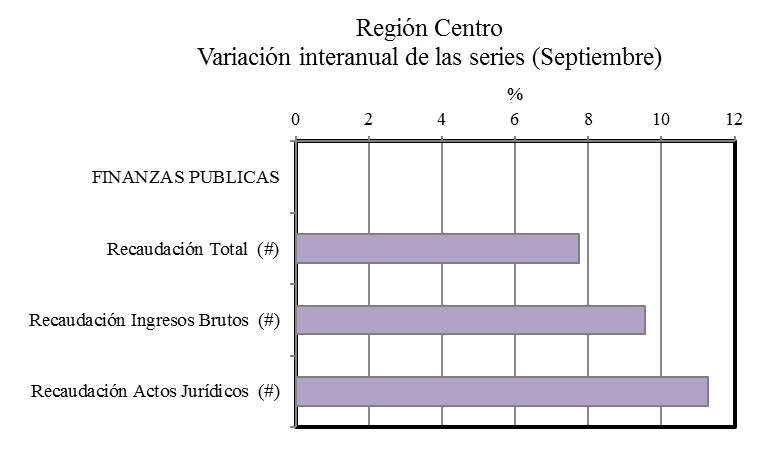 Región Centro
Variación interanual de las series (Septiembre)
%
0 2 4 6 8 10 12
FINANZAS PUBLICAS
Recaudación Total (#)
Recaudación Ingresos Brutos (#)
Recaudación Actos Jurídicos (#)